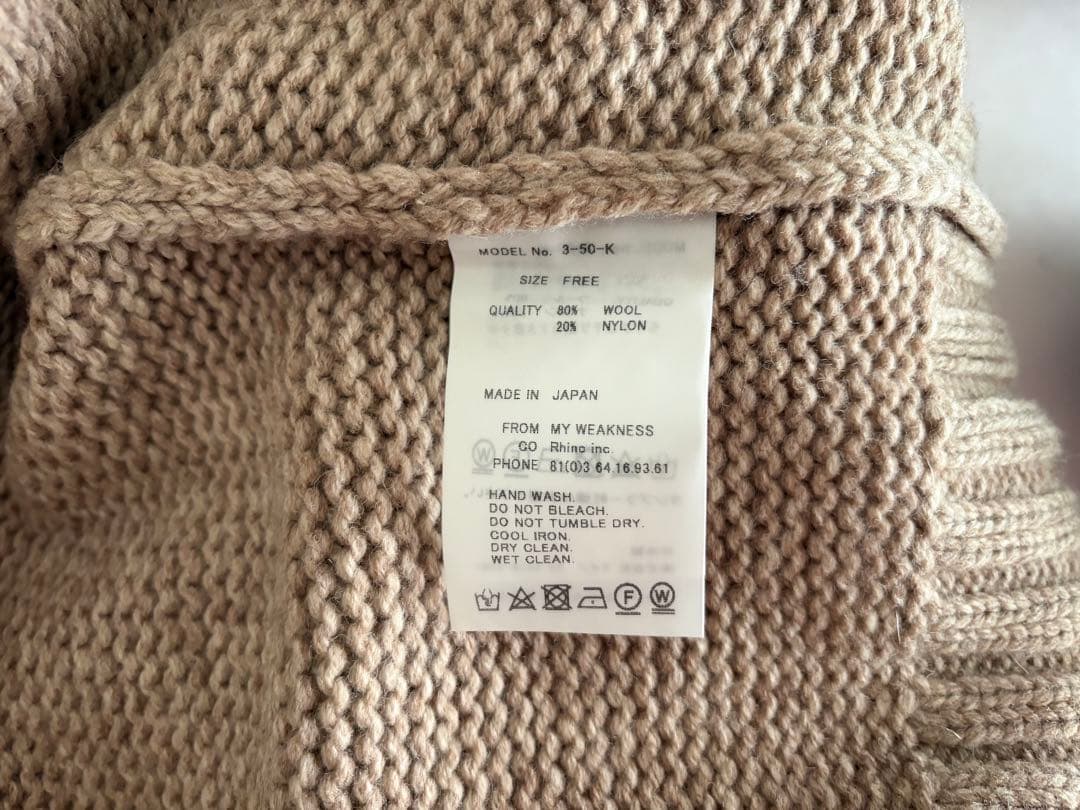 MODEL No. 3-50-K
SIZE FREE
QUALITY 80% WOOL
20% NYLON
MADE IN JAPAN
FROM MY WEAKNESS
CO Rhino inc.
PHONE 81(0)3 64.16.93.61
HAND WASH.
DO NOT BLEACH.
DO NOT TUMBLE DRY.
COOL IRON.
DRY CLEAN.
WET CLEAN.
F W